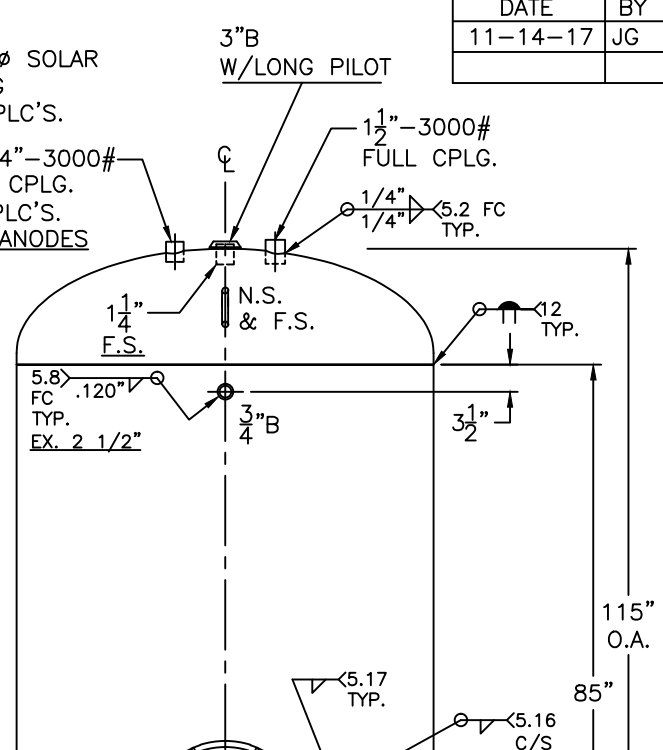 DATE BY
11-14-17 JG
ø SOLAR
PLC'S.
4"-3000#
CPLG.
PLC'S.
ANODES
3"B
W/LONG PILOT
℄
1 1/2"-3000#
FULL CPLG.
1/4"
1/4"
5.2 FC
TYP.
1 1/4"
F.S.
N.S.
& F.S.
12
TYP.
5.8
FC
TYP.
EX. 2 1/2"
.120"
3/4"B
3 1/2"
115"
O.A.
85"
5.17
TYP.
5.16
C/S